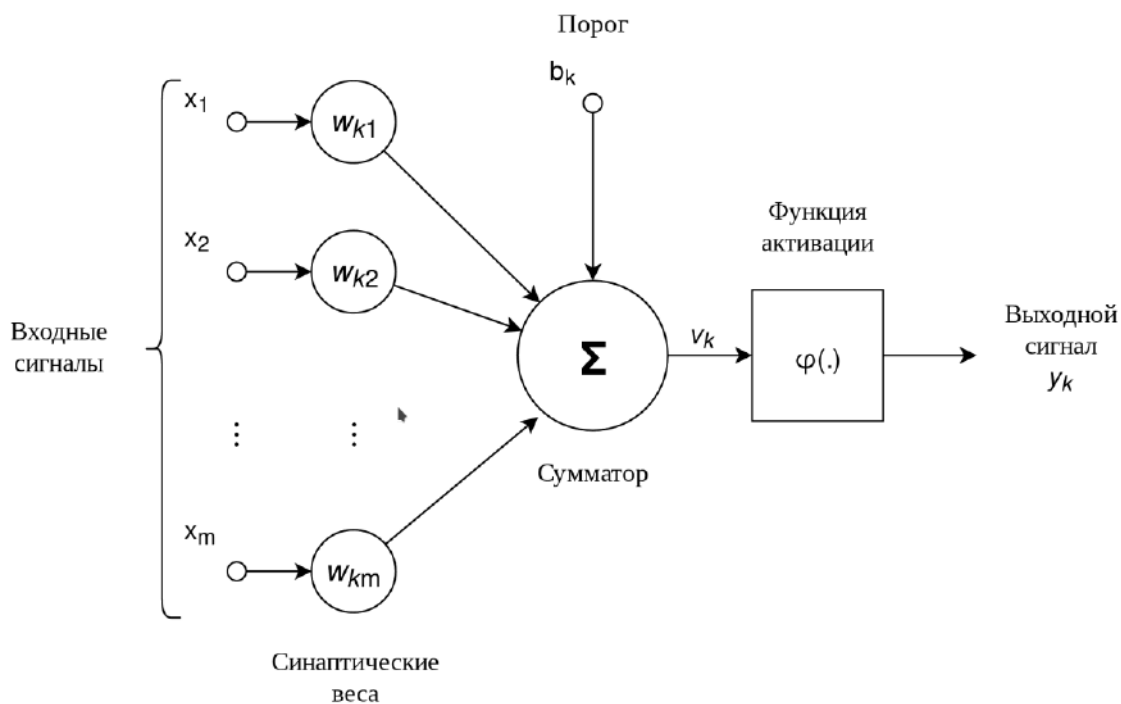 Порог
b_k
x_1
w_k1
Функция
активации
x_2
w_k2
Входные
сигналы
Σ
v_k
φ(.)
Выходной
сигнал
y_k
⋮ ⋮
Сумматор
x_m
w_km
Синаптические
веса